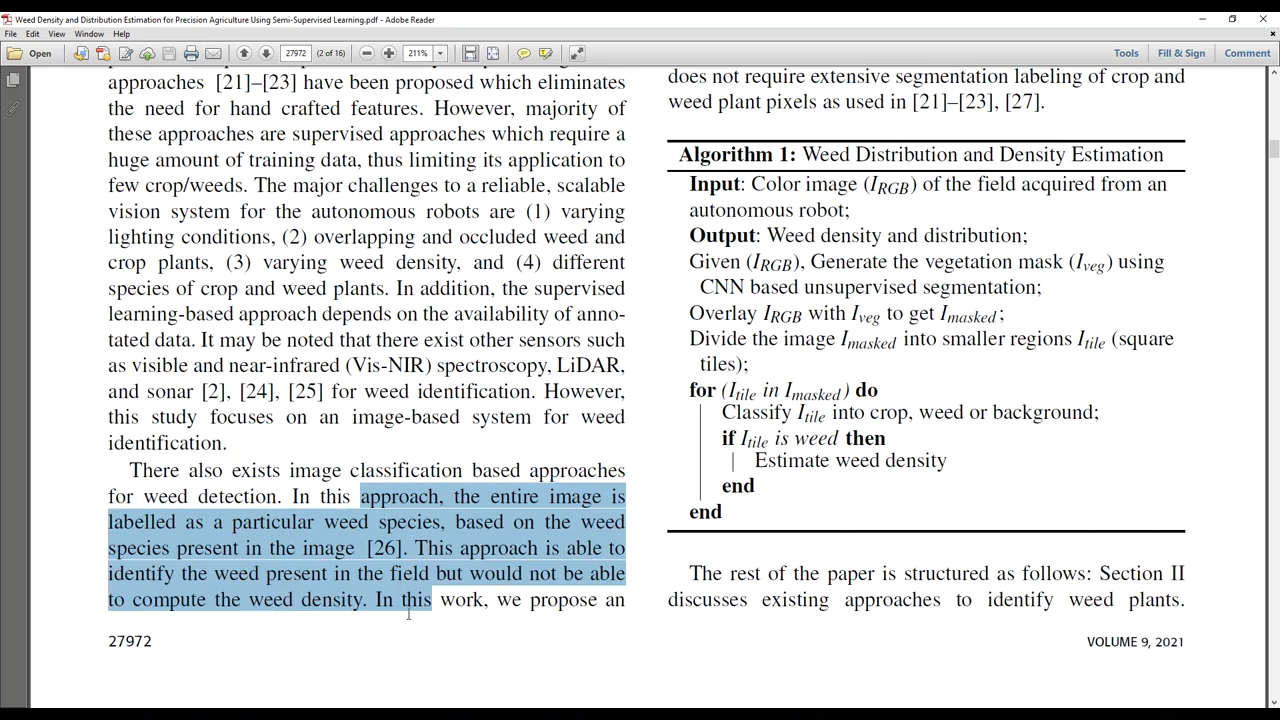 Weed Density and Distribution Estimation for Precision Agriculture Using Semi-Supervised Learning.pdf - Adobe Reader
File Edit View Window Help
Open
27972
(2 of 16)
211%
Tools
Fill & Sign
Comment
approaches [21]–[23] have been proposed which eliminates
the need for hand crafted features. However, majority of
these approaches are supervised approaches which require a
huge amount of training data, thus limiting its application to
few crop/weeds. The major challenges to a reliable, scalable
vision system for the autonomous robots are (1) varying
lighting conditions, (2) overlapping and occluded weed and
crop plants, (3) varying weed density, and (4) different
species of crop and weed plants. In addition, the supervised
learning-based approach depends on the availability of anno-
tated data. It may be noted that there exist other sensors such
as visible and near-infrared (Vis-NIR) spectroscopy, LiDAR,
and sonar [2], [24], [25] for weed identification. However,
this study focuses on an image-based system for weed
identification.
There also exists image classification based approaches
for weed detection. In this approach, the entire image is
labelled as a particular weed species, based on the weed
species present in the image [26]. This approach is able to
identify the weed present in the field but would not be able
to compute the weed density. In this work, we propose an
27972
does not require extensive segmentation labeling of crop and
weed plant pixels as used in [21]–[23], [27].
Algorithm 1: Weed Distribution and Density Estimation
Input: Color image (I_RGB) of the field acquired from an
autonomous robot;
Output: Weed density and distribution;
Given (I_RGB), Generate the vegetation mask (I_veg) using
CNN based unsupervised segmentation;
Overlay I_RGB with I_veg to get I_masked;
Divide the image I_masked into smaller regions I_tile (square
tiles);
for (I_tile in I_masked) do
Classify I_tile into crop, weed or background;
if I_tile is weed then
Estimate weed density
end
end
The rest of the paper is structured as follows: Section II
discusses existing approaches to identify weed plants.
VOLUME 9, 2021